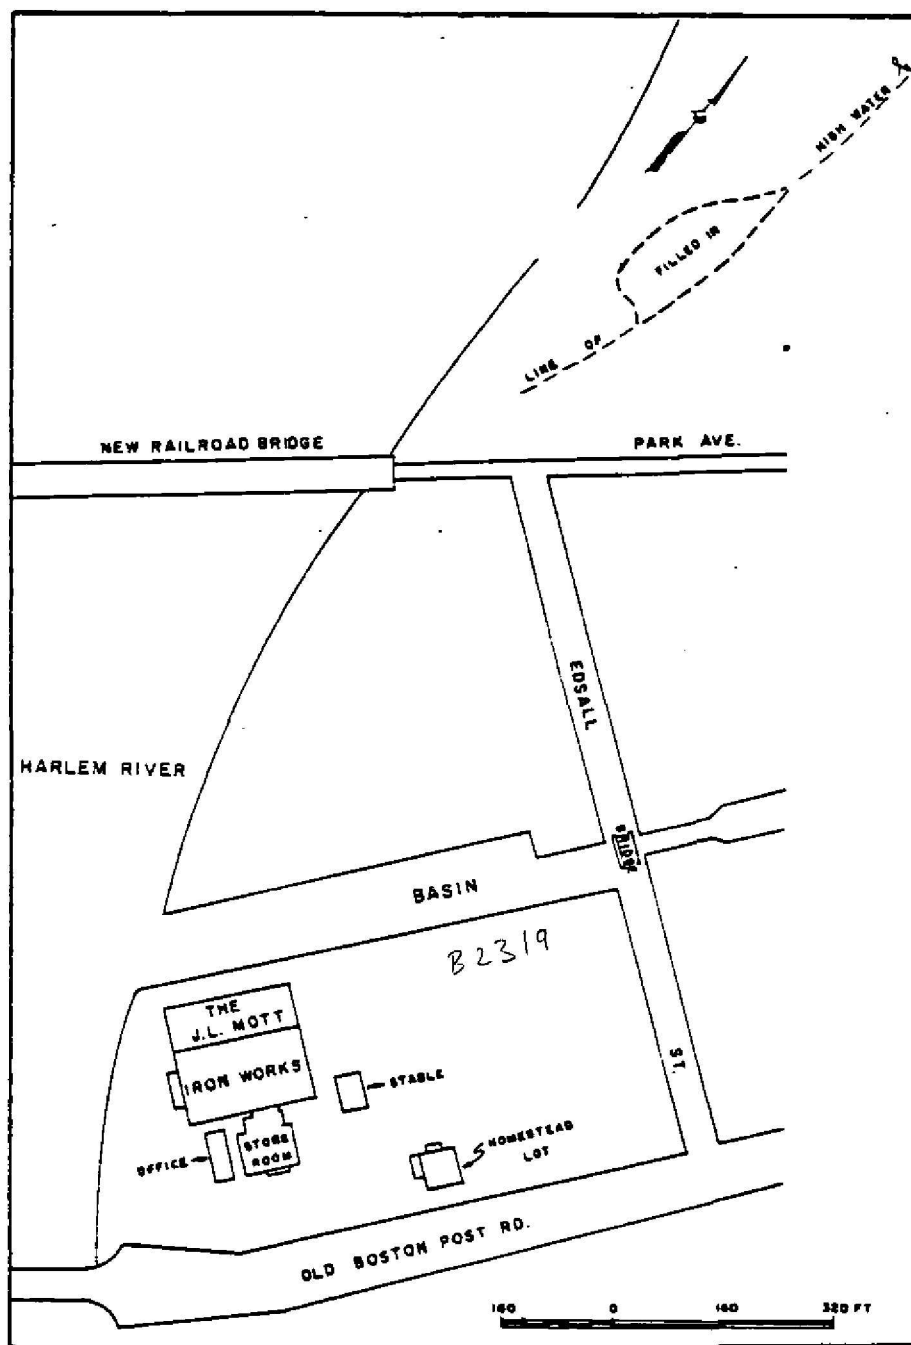 HIGH WATER
FILLED IN
LINE OF
NEW RAILROAD BRIDGE
PARK AVE.
EDSALL
HARLEM RIVER
BRIDGE
BASIN
B2319
THE
J.L. MOTT
IRON WORKS
STABLE
ST.
STORE
ROOM
OFFICE
HOMESTEAD
LOT
OLD BOSTON POST RD.
160 0 160 320 FT